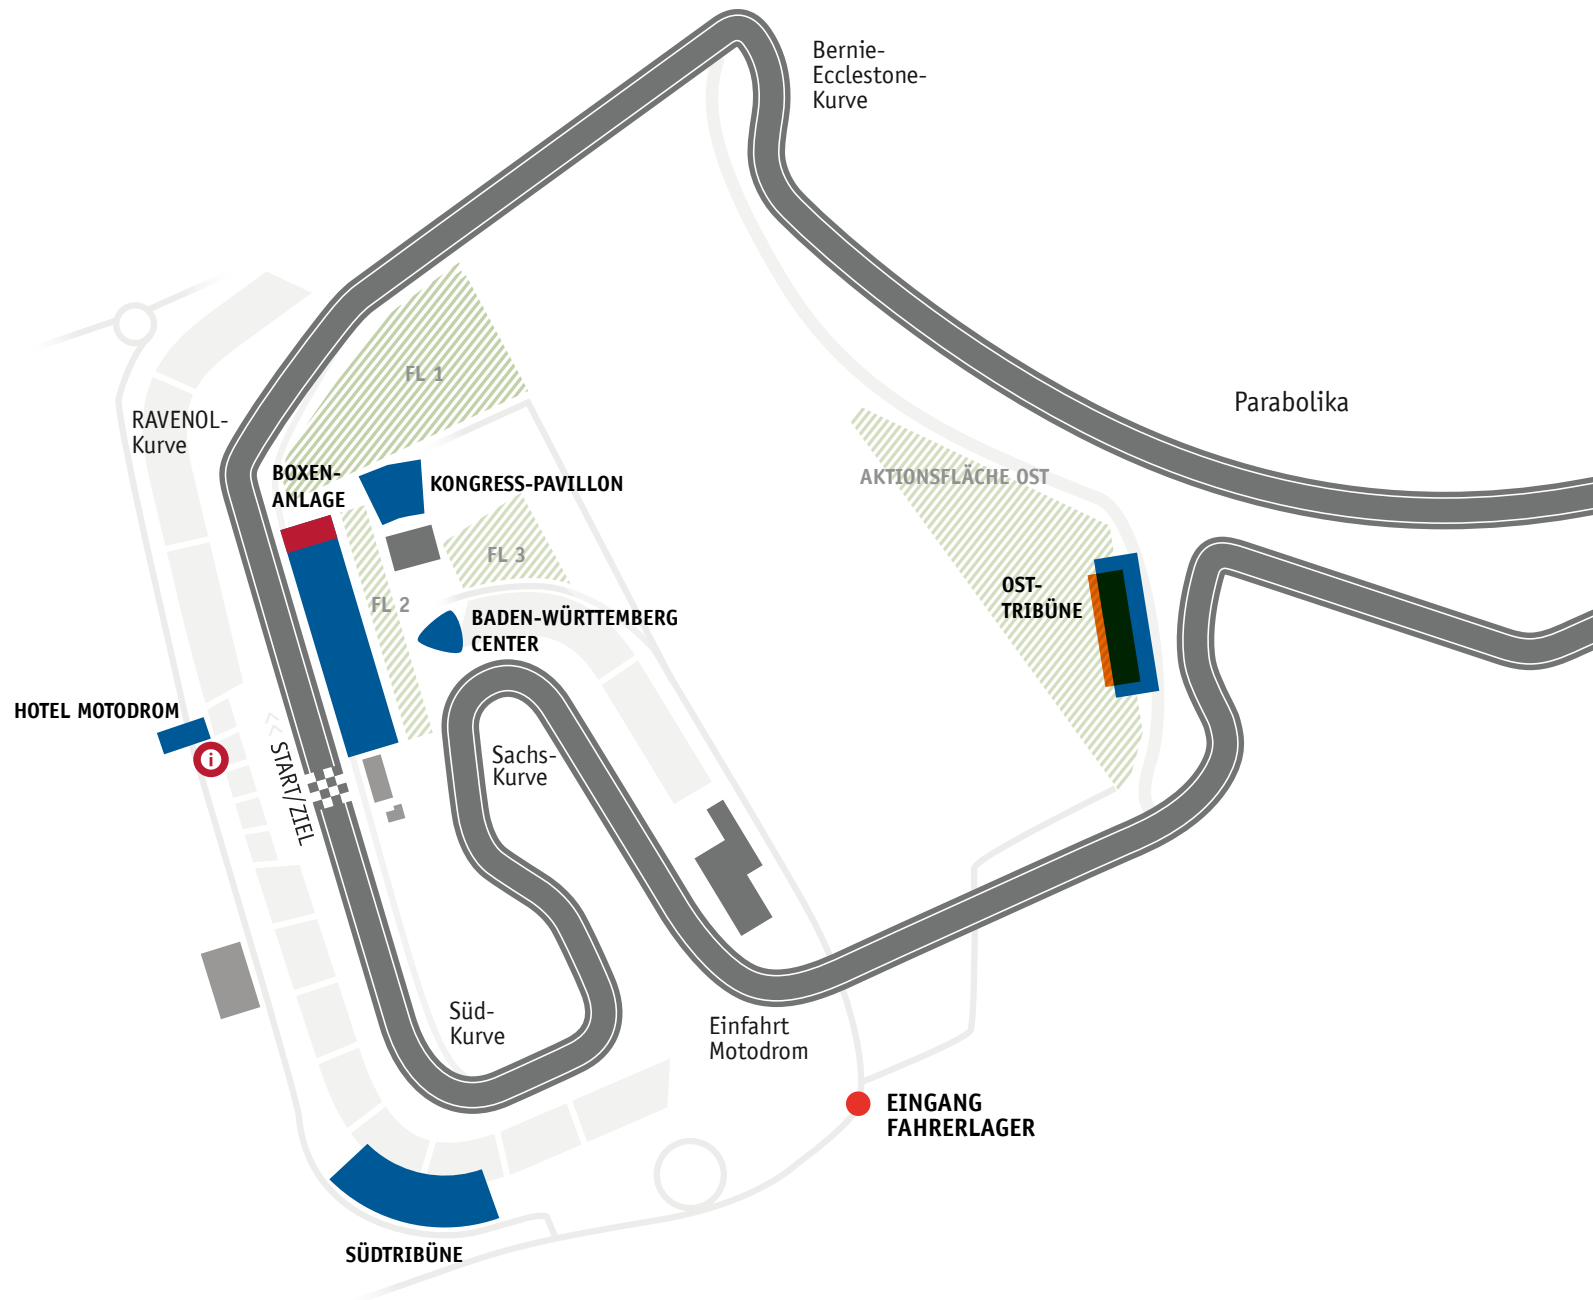 Bernie-
Ecclestone-
Kurve
Parabolika
FL 1
RAVENOL-
Kurve
BOXEN-
ANLAGE
KONGRESS-PAVILLON
AKTIONSFLÄCHE OST
FL 3
FL 2
OST-
TRIBÜNE
BADEN-WÜRTTEMBERG
CENTER
HOTEL MOTODROM
i
<< START/ZIEL
Sachs-
Kurve
Süd-
Kurve
Einfahrt
Motodrom
EINGANG
FAHRERLAGER
SÜDTRIBÜNE